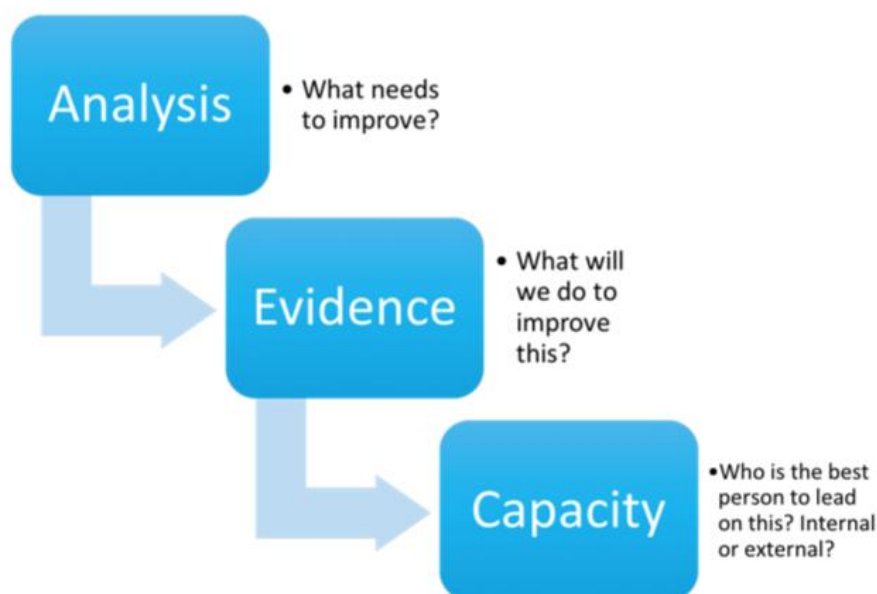 Analysis
• What needs
to improve?
Evidence
• What will
we do to
improve
this?
Capacity
•Who is the best
person to lead
on this? Internal
or external?